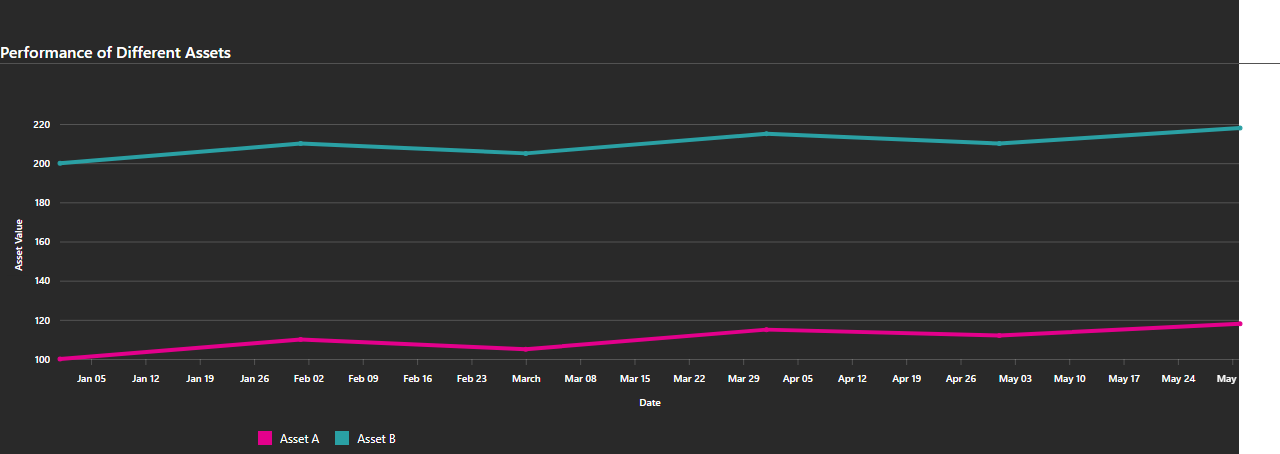 Performance of Different Assets
220
200
180
160
140
120
100
Asset Value
Jan 05 Jan 12 Jan 19 Jan 26 Feb 02 Feb 09 Feb 16 Feb 23 March Mar 08 Mar 15 Mar 22 Mar 29 Apr 05 Apr 12 Apr 19 Apr 26 May 03 May 10 May 17 May 24 May
Date
Asset A Asset B